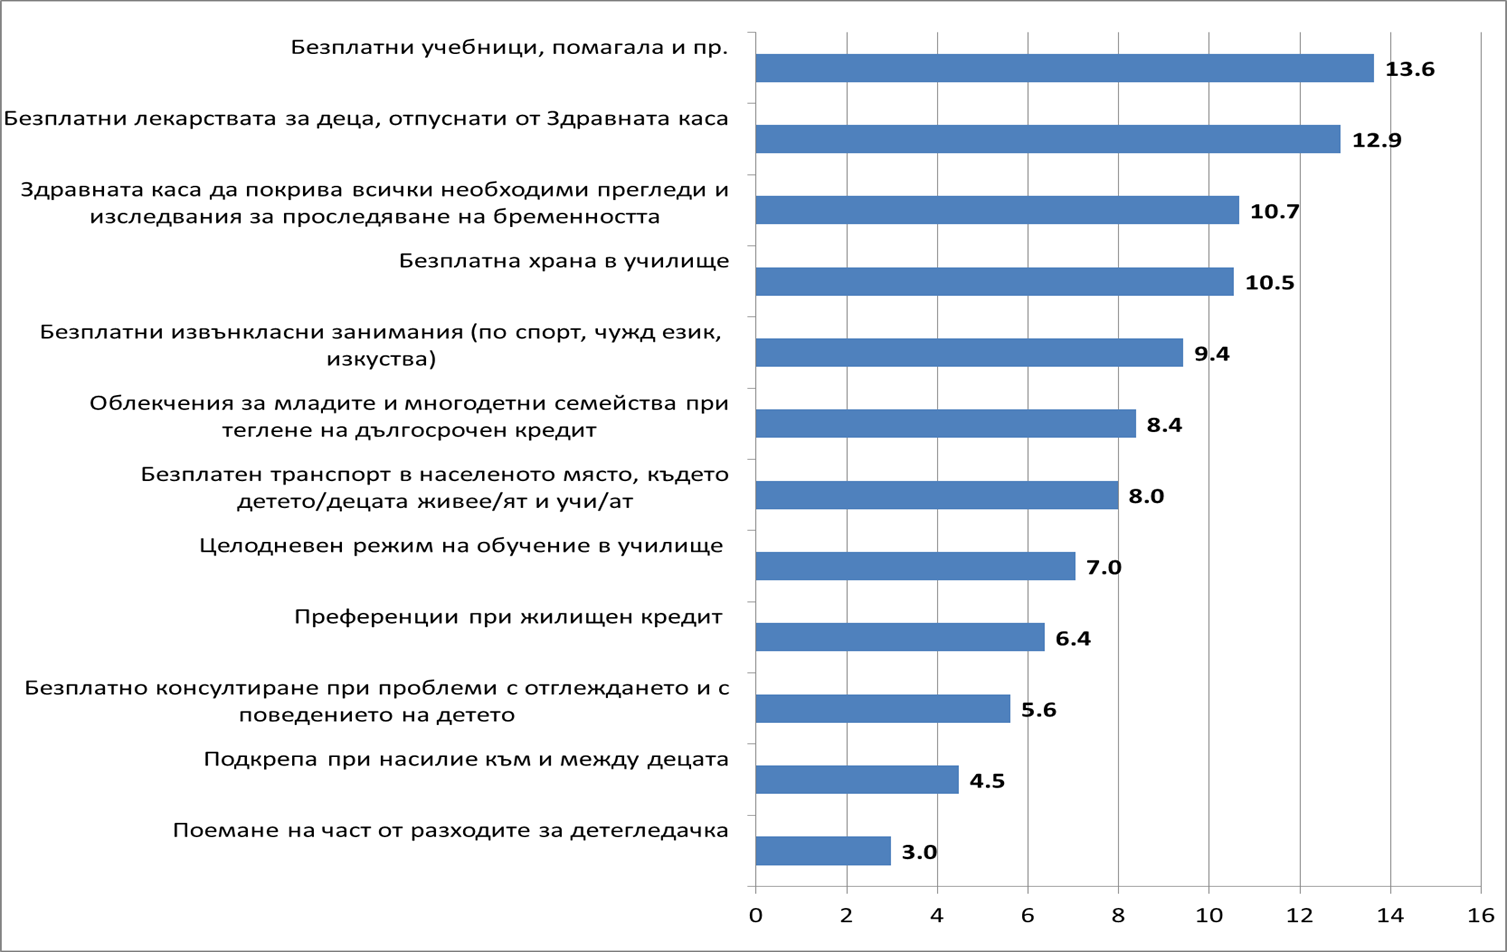 Безплатни учебници, помагала и пр.
13.6
Безплатни лекарствата за деца, отпуснати от Здравната каса
12.9
Здравната каса да покрива всички необходими прегледи и
изследвания за проследяване на бременността
10.7
Безплатна храна в училище
10.5
Безплатни извънкласни занимания (по спорт, чужд език,
изкуства)
9.4
Облекчения за младите и многодетни семейства при
теглене на дългосрочен кредит
8.4
Безплатен транспорт в населеното място, където
детето/децата живее/ят и учи/ат
8.0
Целодневен режим на обучение в училище
7.0
Преференции при жилищен кредит
6.4
Безплатно консултиране при проблеми с отглеждането и с
поведението на детето
5.6
Подкрепа при насилие към и между децата
4.5
Поемане на част от разходите за детегледачка
3.0
0 2 4 6 8 10 12 14 16